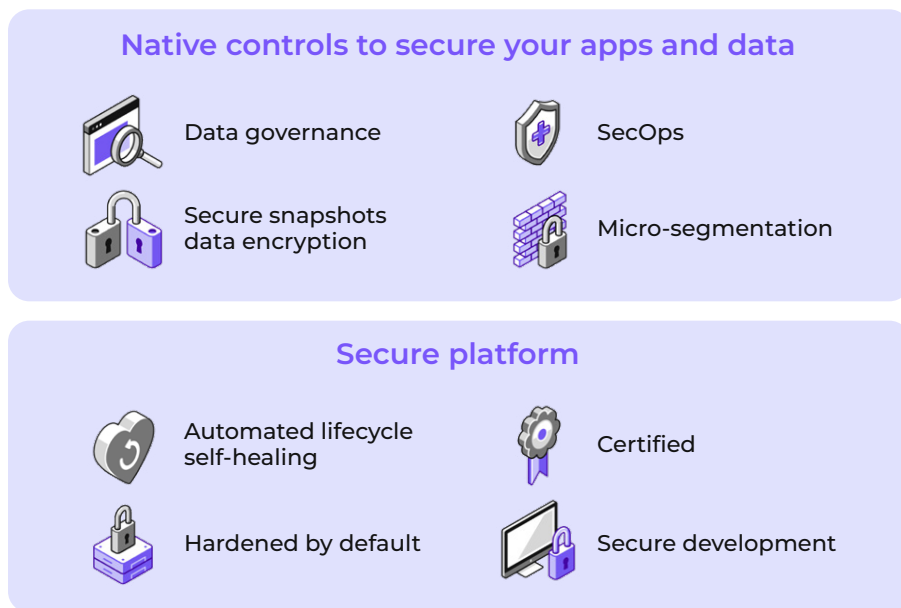 Native controls to secure your apps and data
Data governance
SecOps
Secure snapshots
data encryption
Micro-segmentation
Secure platform
Automated lifecycle
self-healing
Certified
Hardened by default
Secure development